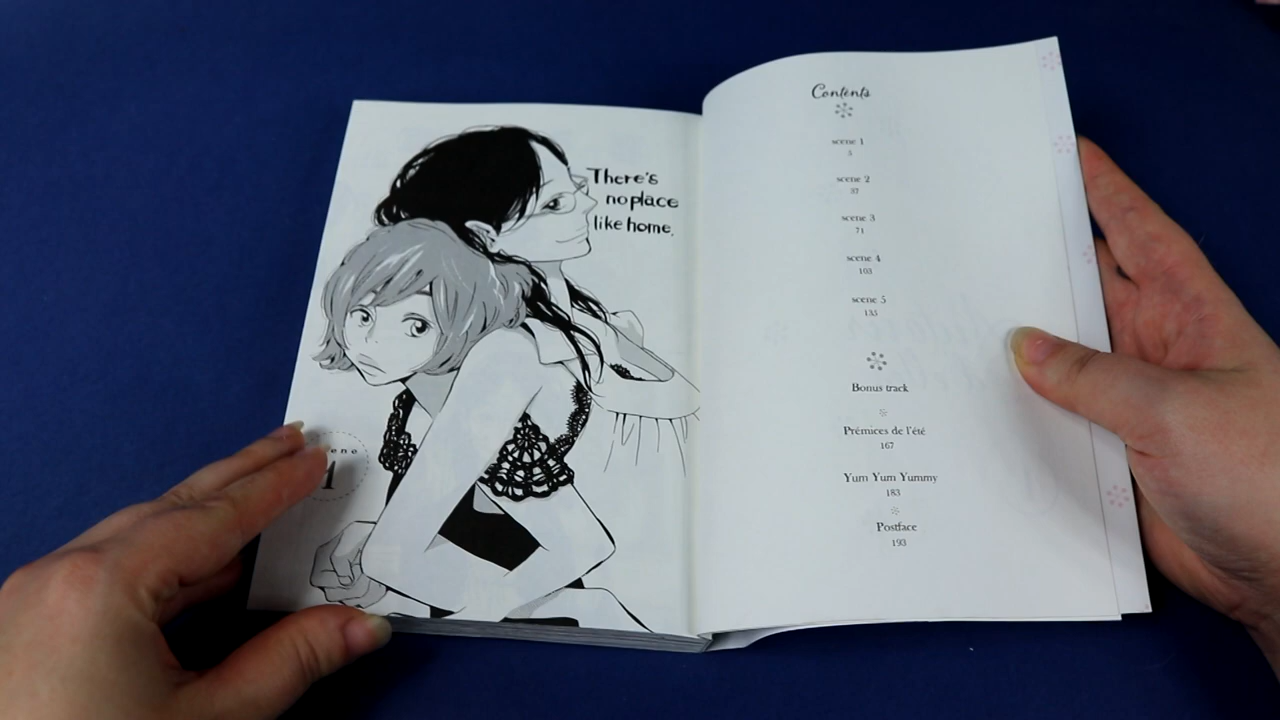 There's
no place
like home.
1
Contents
scene 1
5
scene 2
37
scene 3
71
scene 4
103
scene 5
135
Bonus track
Prémices de l'été
167
Yum Yum Yummy
183
Postface
193